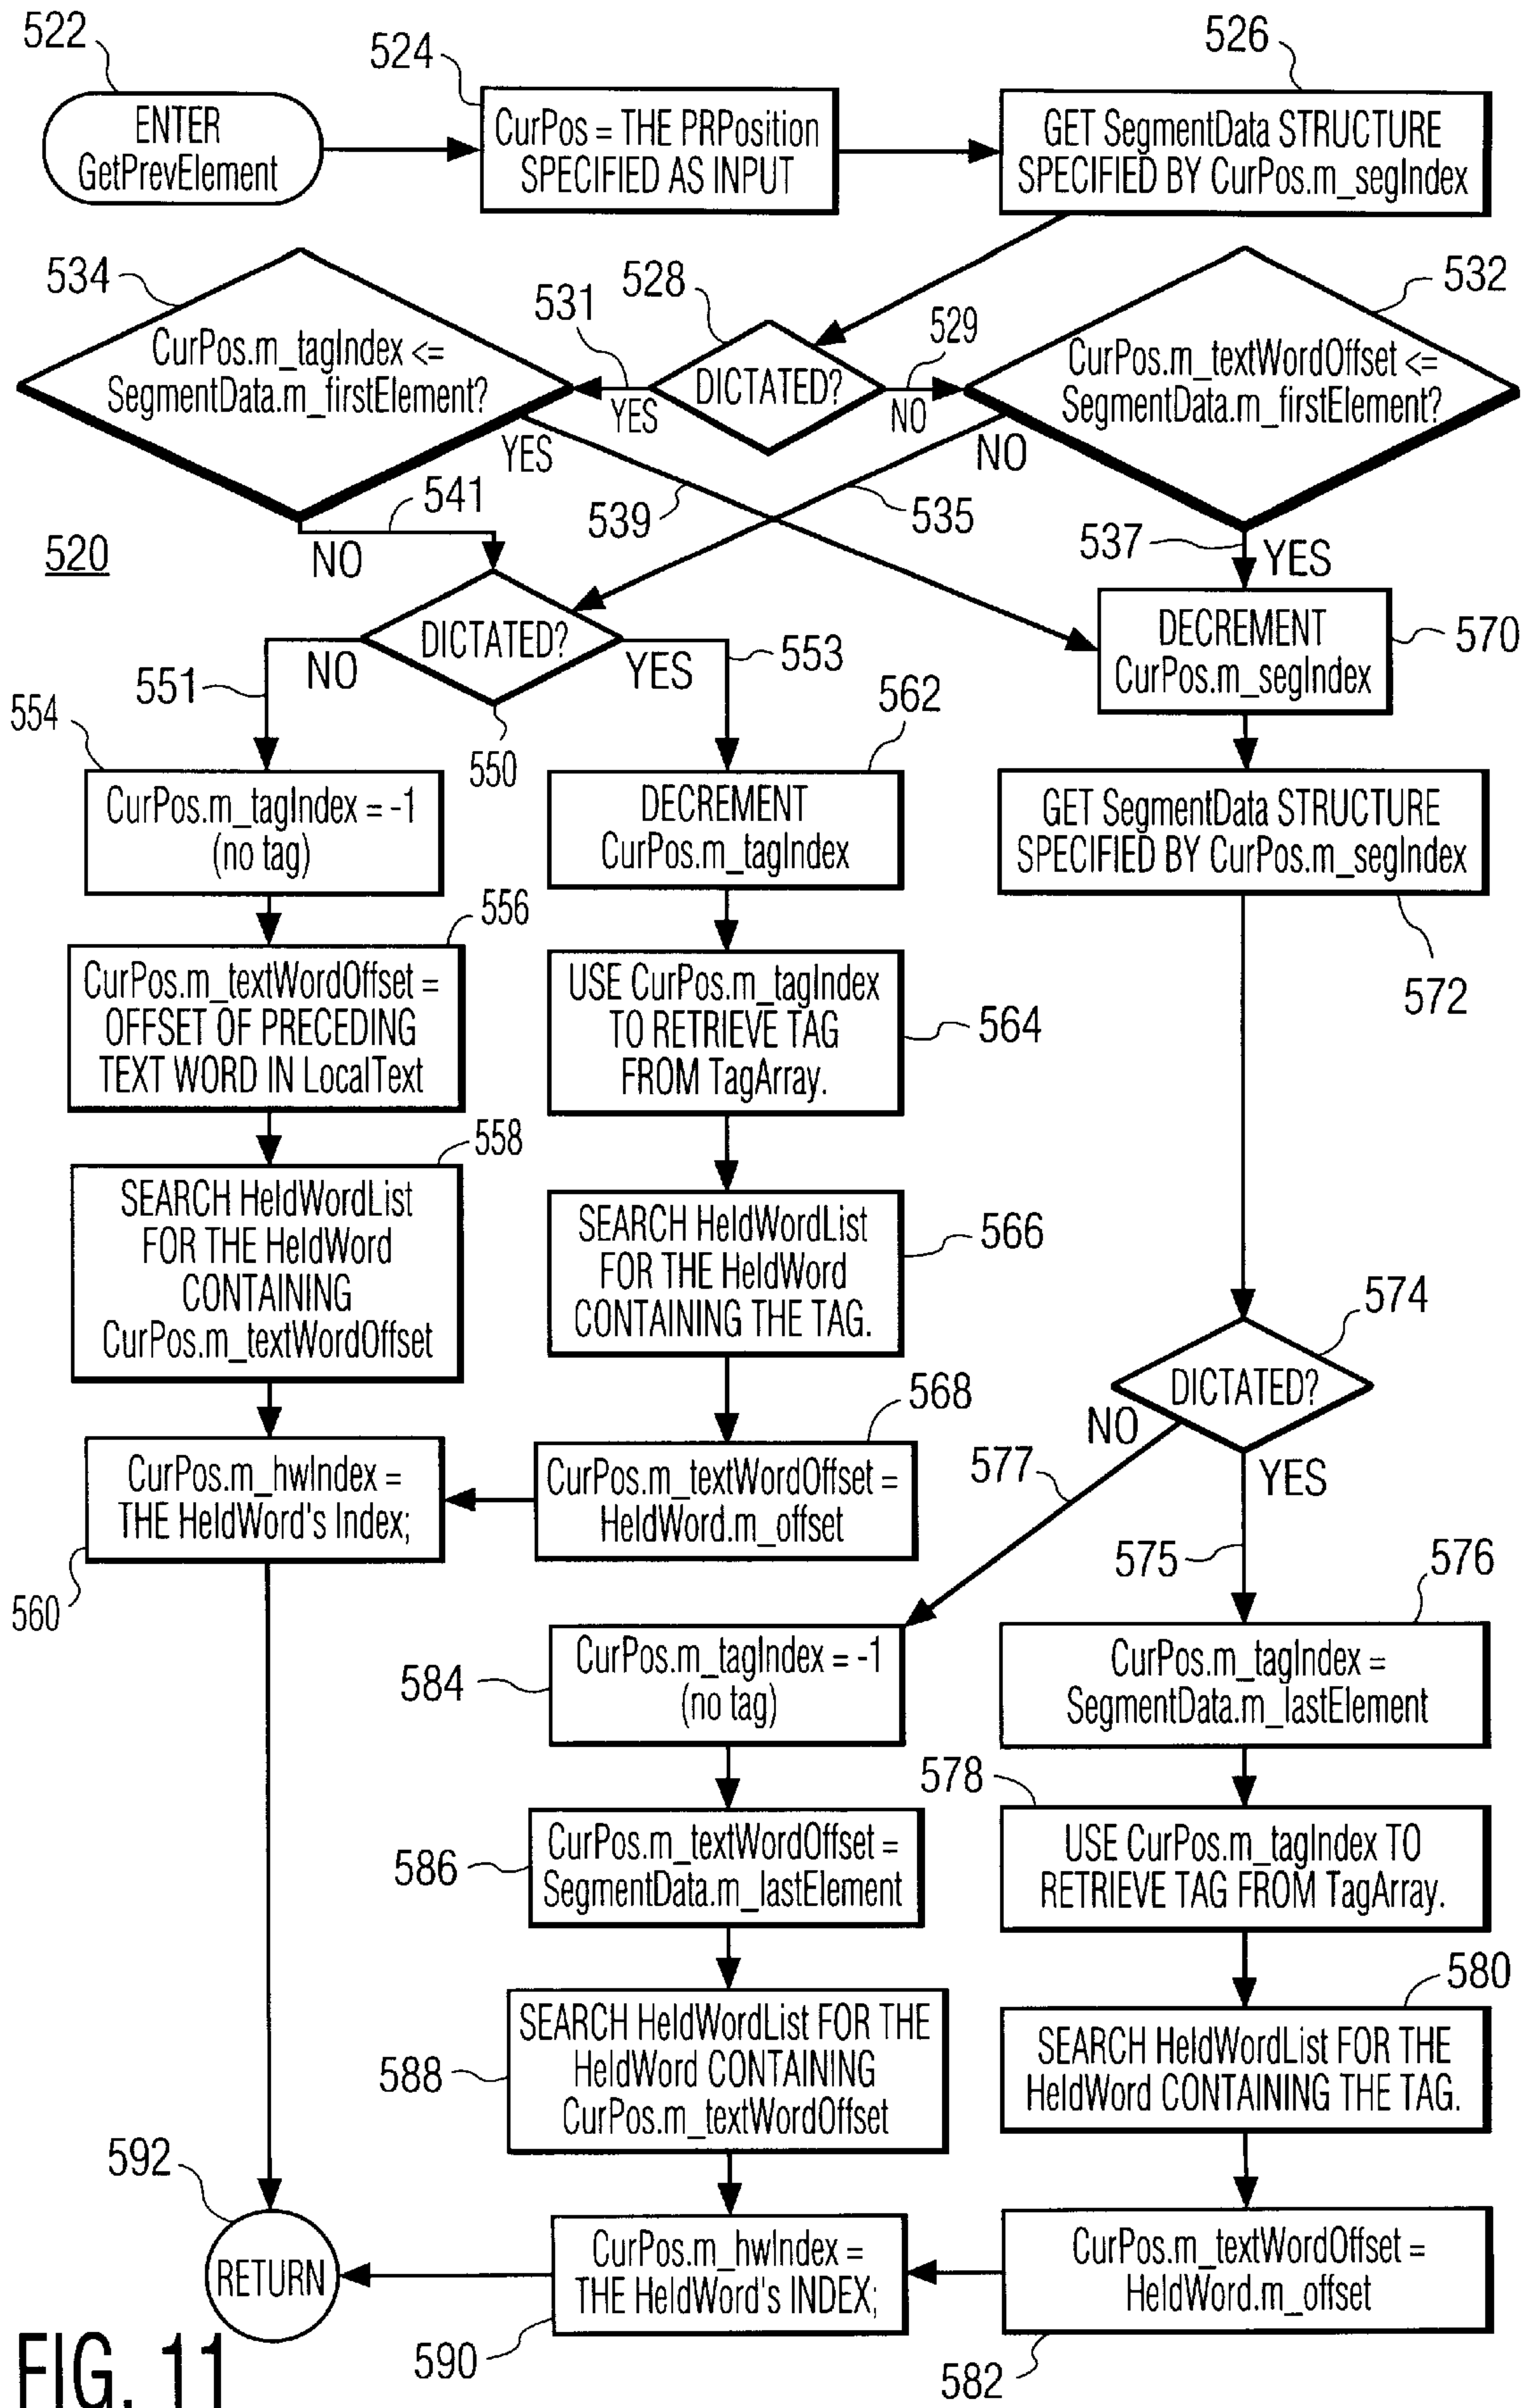 522
524
526
ENTER
GetPrevElement
CurPos = THE PRPosition
SPECIFIED AS INPUT
GET SegmentData STRUCTURE
SPECIFIED BY CurPos.m_segIndex
534
531
528
529
532
CurPos.m_tagIndex <=
SegmentData.m_firstElement?
YES
DICTATED?
NO
CurPos.m_textWordOffset <=
SegmentData.m_firstElement?
YES
NO
541
539
535
537
YES
520
NO
DICTATED?
NO
YES
551
553
550
DECREMENT
CurPos.m_segIndex
570
554
CurPos.m_tagIndex = -1
(no tag)
562
DECREMENT
CurPos.m_tagIndex
GET SegmentData STRUCTURE
SPECIFIED BY CurPos.m_segIndex
572
556
CurPos.m_textWordOffset =
OFFSET OF PRECEDING
TEXT WORD IN LocalText
USE CurPos.m_tagIndex
TO RETRIEVE TAG
FROM TagArray.
564
558
SEARCH HeldWordList
FOR THE HeldWord
CONTAINING
CurPos.m_textWordOffset
SEARCH HeldWordList
FOR THE HeldWord
CONTAINING THE TAG.
566
574
DICTATED?
NO
YES
577
575
568
CurPos.m_hwIndex =
THE HeldWord's Index;
560
CurPos.m_textWordOffset =
HeldWord.m_offset
576
584
CurPos.m_tagIndex = -1
(no tag)
CurPos.m_tagIndex =
SegmentData.m_lastElement
578
586
CurPos.m_textWordOffset =
SegmentData.m_lastElement
USE CurPos.m_tagIndex TO
RETRIEVE TAG FROM TagArray.
580
588
SEARCH HeldWordList FOR THE
HeldWord CONTAINING
CurPos.m_textWordOffset
SEARCH HeldWordList FOR THE
HeldWord CONTAINING THE TAG.
592
RETURN
CurPos.m_hwIndex =
THE HeldWord's INDEX;
590
CurPos.m_textWordOffset =
HeldWord.m_offset
582
FIG. 11